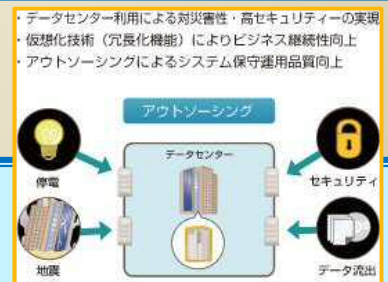 ・データセンター利用による対災害性・高セキュリティーの実現
・仮想化技術（冗長化機能）によりビジネス継続性向上
・アウトソーシングによるシステム保守運用品質向上
アウトソーシング
データセンター
停電
セキュリティ
地震
データ流出